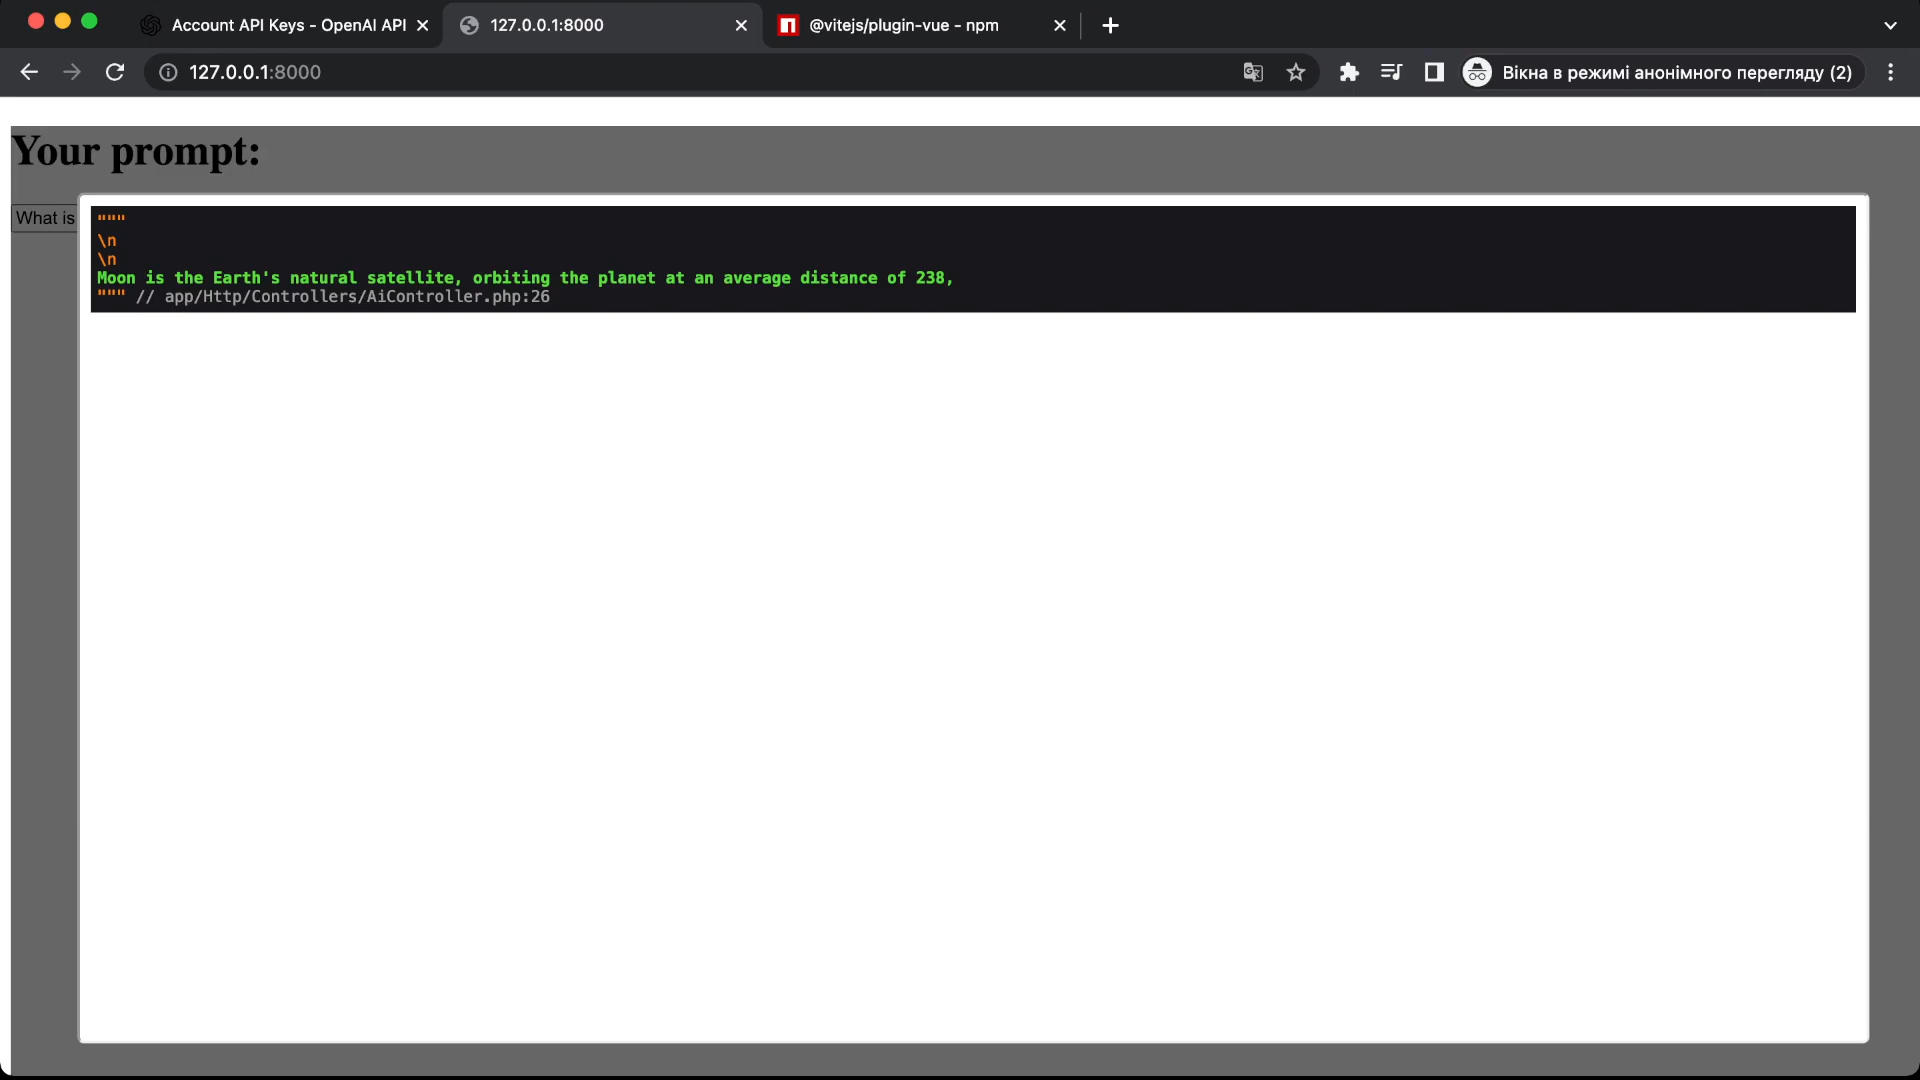 Account API Keys - OpenAI API
127.0.0.1:8000
@vitejs/plugin-vue - npm
127.0.0.1:8000
Вікна в режимі анонімного перегляду (2)
Your prompt:
What is
"""
\n
\n
Moon is the Earth's natural satellite, orbiting the planet at an average distance of 238,
""" // app/Http/Controllers/AiController.php:26